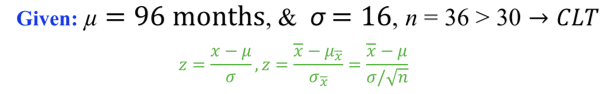 Given: μ = 96 months, & σ = 16, n = 36 > 30 → CLT
z = (x − μ)/σ, z = (x̄ − μ_x̄)/σ_x̄ = (x̄ − μ)/(σ/√n)